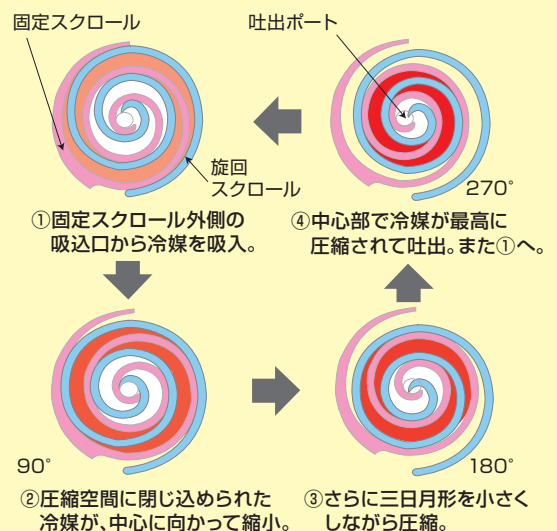 固定スクロール
吐出ポート
旋回
スクロール
①固定スクロール外側の
吸込口から冷媒を吸入。
270°
④中心部で冷媒が最高に
圧縮されて吐出。また①へ。
90°
②圧縮空間に閉じ込められた
冷媒が、中心に向かって縮小。
180°
③さらに三日月形を小さく
しながら圧縮。